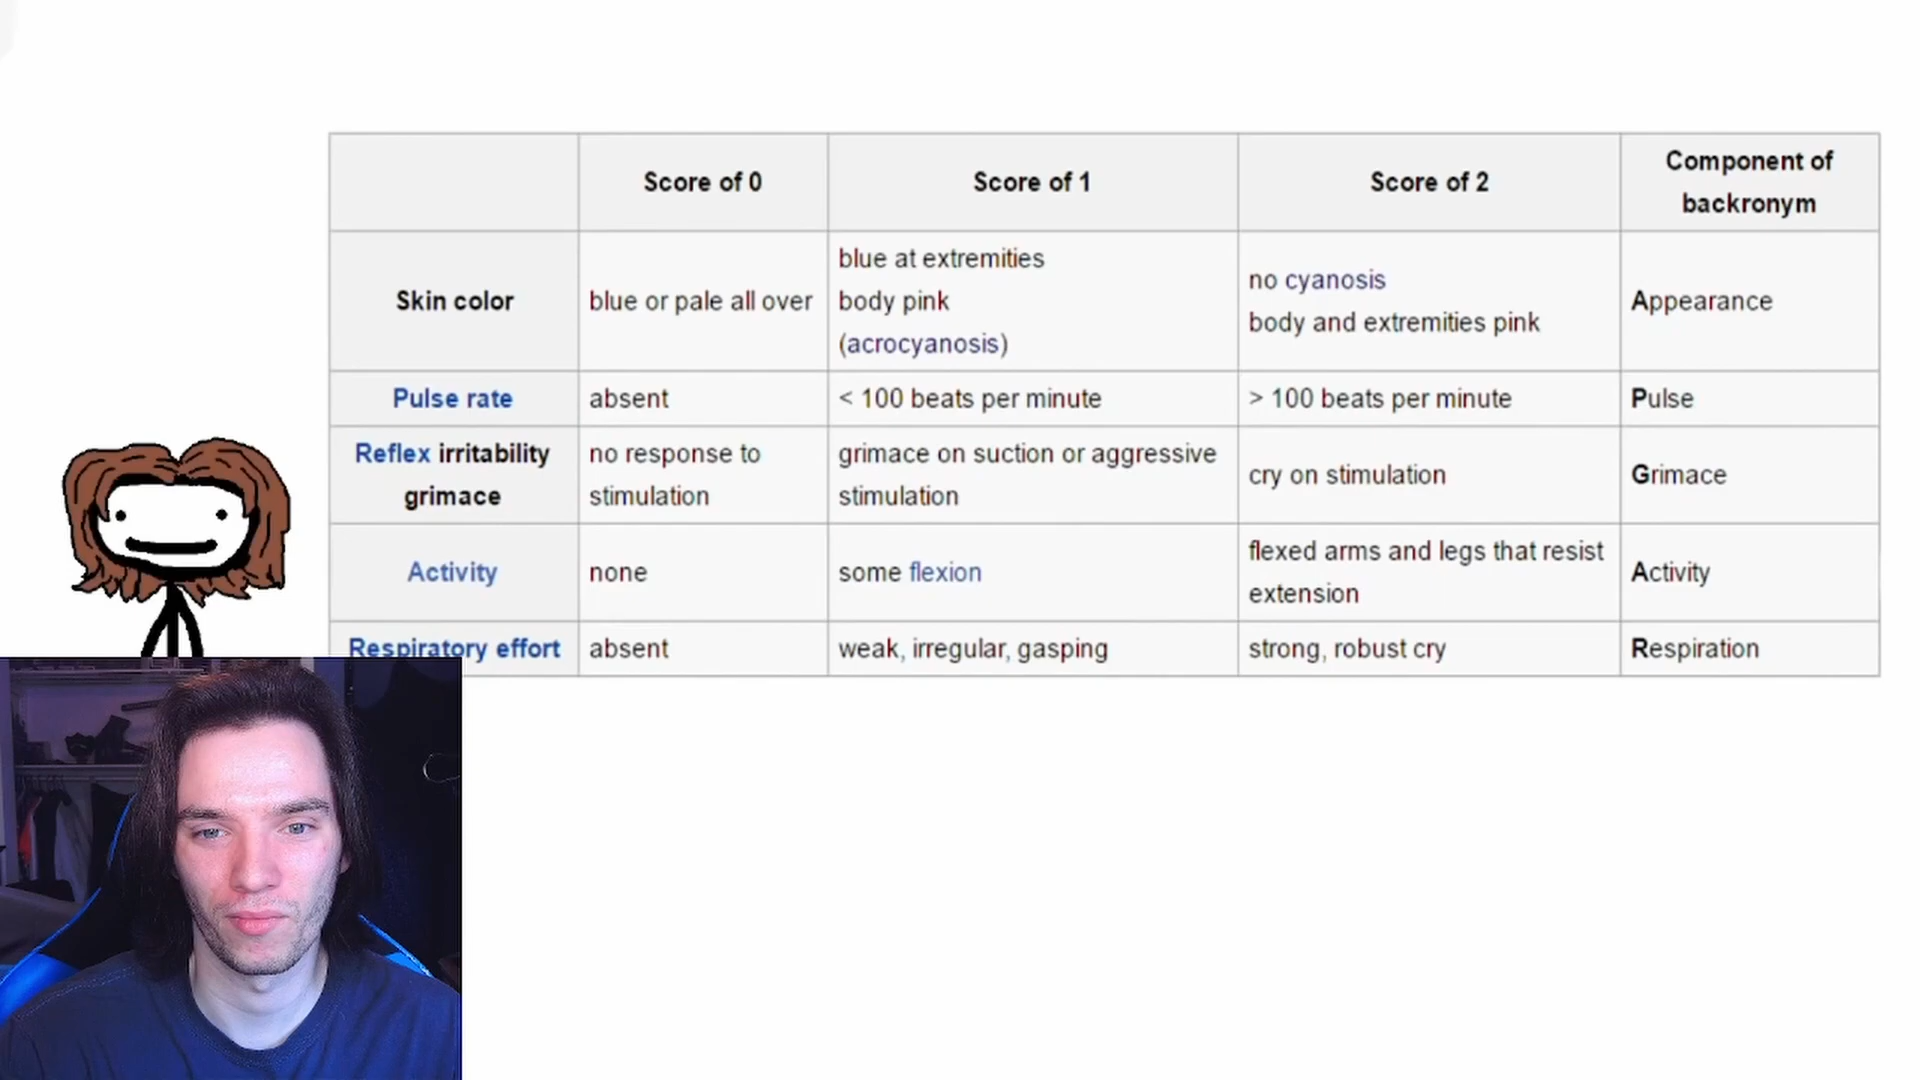 Score of 0
Score of 1
Score of 2
Component of
backronym
Skin color
blue or pale all over
blue at extremities
body pink
(acrocyanosis)
no cyanosis
body and extremities pink
Appearance
Pulse rate
absent
< 100 beats per minute
> 100 beats per minute
Pulse
Reflex irritability
grimace
no response to
stimulation
grimace on suction or aggressive
stimulation
cry on stimulation
Grimace
Activity
none
some flexion
flexed arms and legs that resist
extension
Activity
Respiratory effort
absent
weak, irregular, gasping
strong, robust cry
Respiration